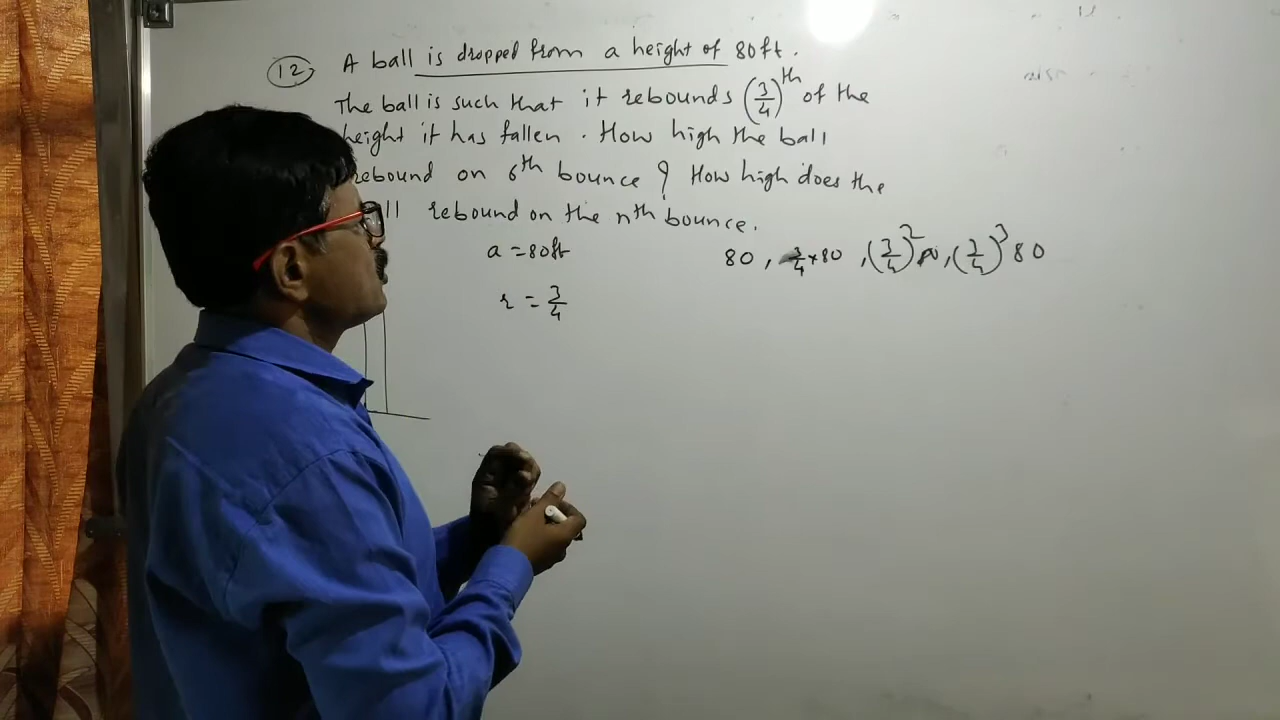 12 A ball is dropped from a height of 80ft.
The ball is such that it rebounds (3/4)th of the
height it has fallen. How high the ball
rebound on 6th bounce? How high does the
ll rebound on the nth bounce.
a = 80ft 80, 3/4 × 80, (3/4)^2 80, (3/4)^3 80
r = 3/4